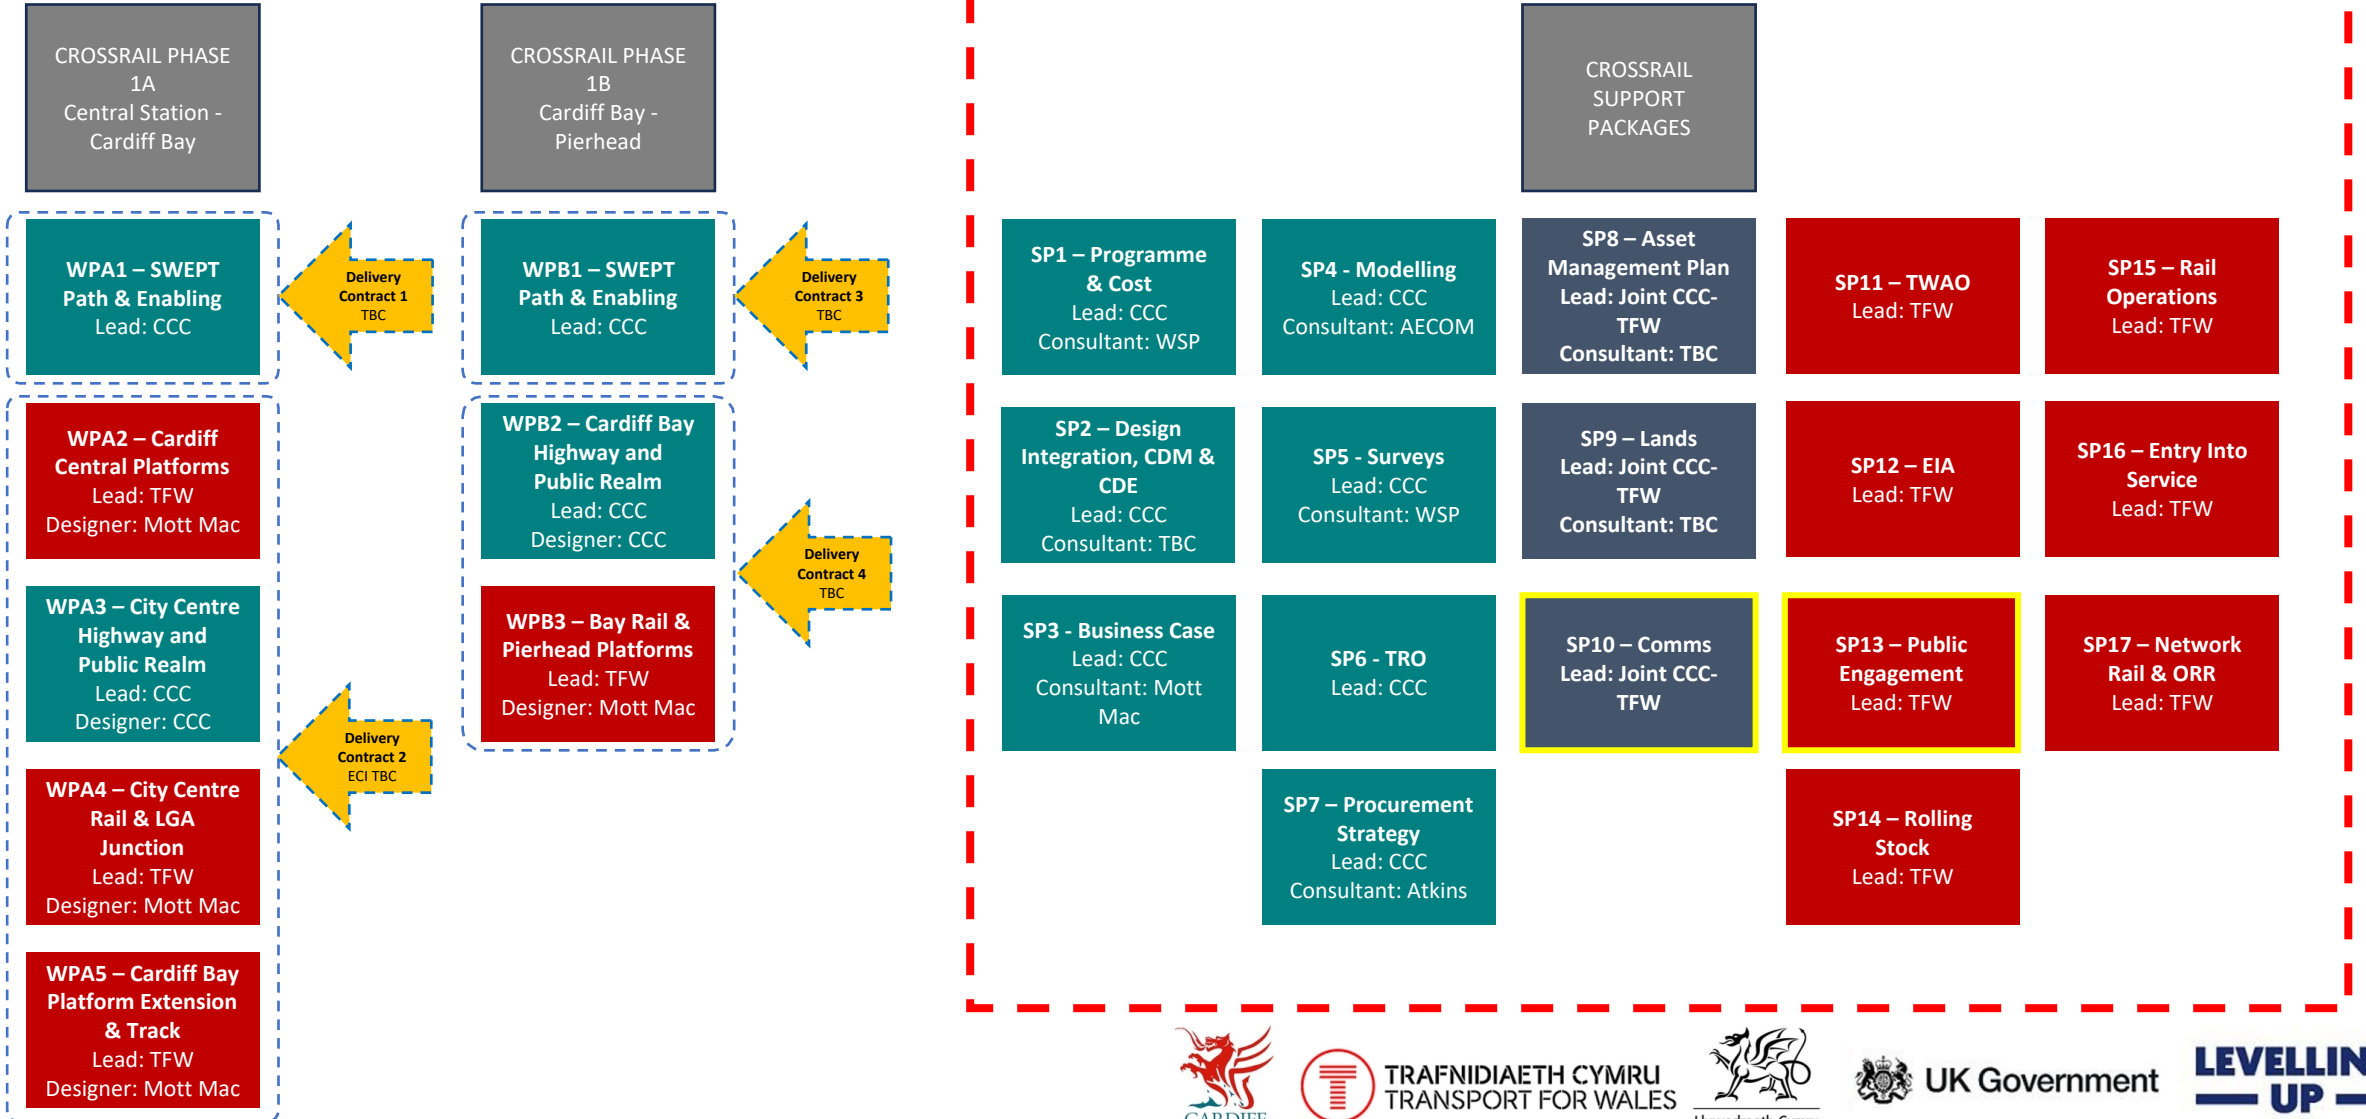 CROSSRAIL PHASE
1A
Central Station -
Cardiff Bay
WPA1 – SWEPT
Path & Enabling
Lead: CCC
Delivery
Contract 1
TBC
WPA2 – Cardiff
Central Platforms
Lead: TFW
Designer: Mott Mac
WPA3 – City Centre
Highway and
Public Realm
Lead: CCC
Designer: CCC
WPA4 – City Centre
Rail & LGA
Junction
Lead: TFW
Designer: Mott Mac
WPA5 – Cardiff Bay
Platform Extension
& Track
Lead: TFW
Designer: Mott Mac
Delivery
Contract 2
ECI TBC
CROSSRAIL PHASE
1B
Cardiff Bay -
Pierhead
WPB1 – SWEPT
Path & Enabling
Lead: CCC
Delivery
Contract 3
TBC
WPB2 – Cardiff Bay
Highway and
Public Realm
Lead: CCC
Designer: CCC
WPB3 – Bay Rail &
Pierhead Platforms
Lead: TFW
Designer: Mott Mac
Delivery
Contract 4
TBC
CROSSRAIL
SUPPORT
PACKAGES
SP1 – Programme
& Cost
Lead: CCC
Consultant: WSP
SP2 – Design
Integration, CDM &
CDE
Lead: CCC
Consultant: TBC
SP3 - Business Case
Lead: CCC
Consultant: Mott
Mac
SP4 - Modelling
Lead: CCC
Consultant: AECOM
SP5 - Surveys
Lead: CCC
Consultant: WSP
SP6 - TRO
Lead: CCC
SP7 – Procurement
Strategy
Lead: CCC
Consultant: Atkins
SP8 – Asset
Management Plan
Lead: Joint CCC-
TFW
Consultant: TBC
SP9 – Lands
Lead: Joint CCC-
TFW
Consultant: TBC
SP10 – Comms
Lead: Joint CCC-
TFW
SP11 – TWAO
Lead: TFW
SP12 – EIA
Lead: TFW
SP13 – Public
Engagement
Lead: TFW
SP14 – Rolling
Stock
Lead: TFW
SP15 – Rail
Operations
Lead: TFW
SP16 – Entry Into
Service
Lead: TFW
SP17 – Network
Rail & ORR
Lead: TFW
CARDIFF
TRAFNIDIAETH CYMRU
TRANSPORT FOR WALES
UK Government
LEVELLIN
UP